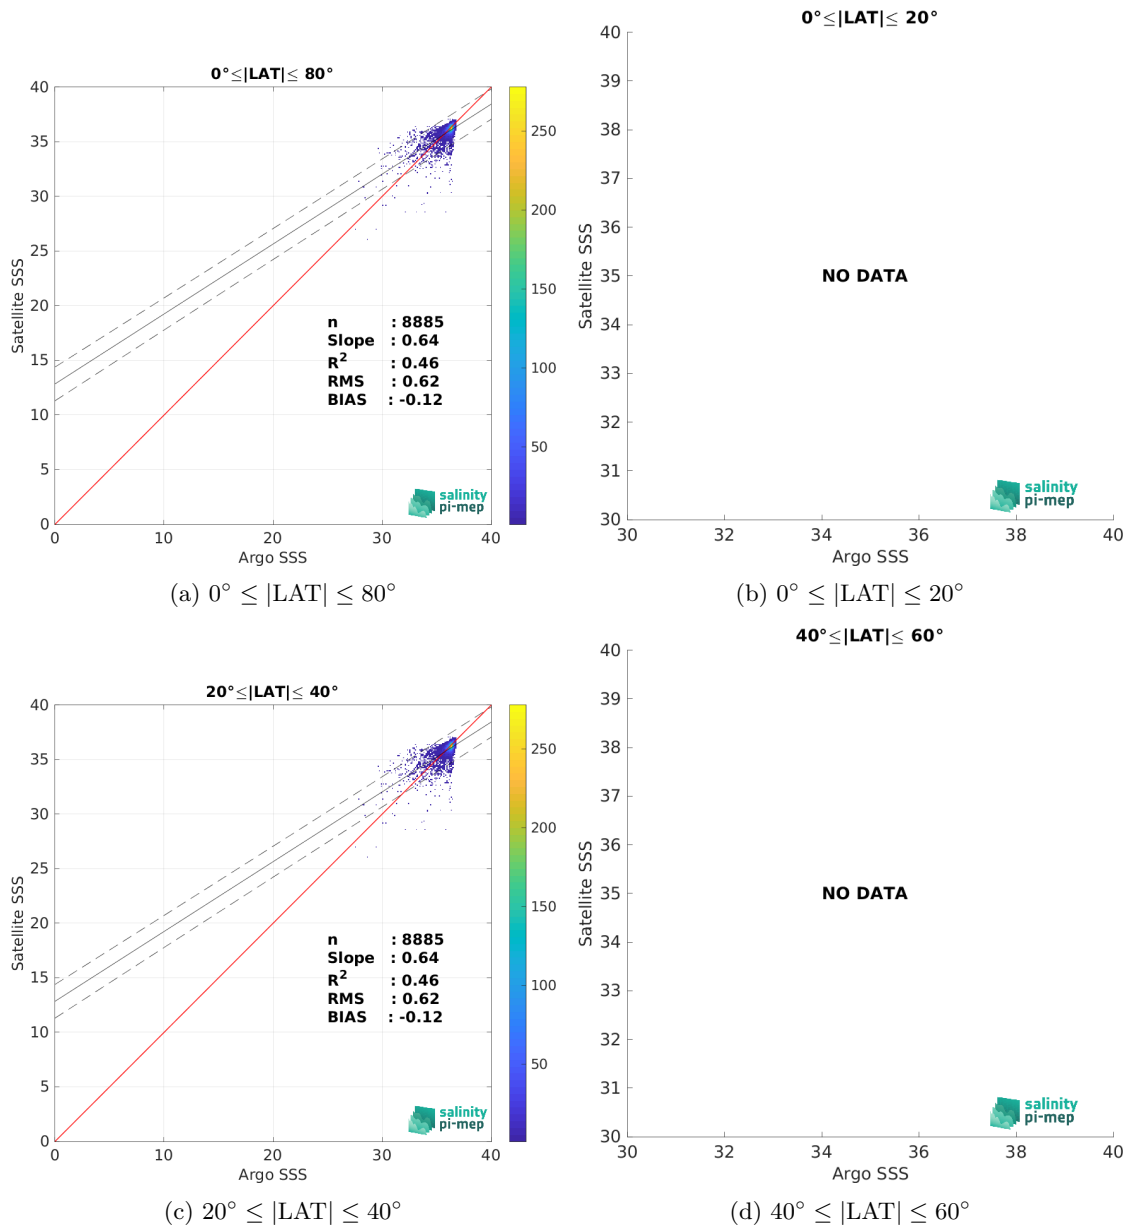 0°≤|LAT|≤ 80°
40
35
30
25
20
15
10
5
0
Satellite SSS
0
10
20
30
40
Argo SSS
250
200
150
100
50
n : 8885
Slope : 0.64
R² : 0.46
RMS : 0.62
BIAS : -0.12
salinity
pi-mep
(a) 0° ≤ |LAT| ≤ 80°
0°≤|LAT|≤ 20°
40
39
38
37
36
35
34
33
32
31
30
Satellite SSS
NO DATA
30
32
34
36
38
40
Argo SSS
salinity
pi-mep
(b) 0° ≤ |LAT| ≤ 20°
20°≤|LAT|≤ 40°
40
35
30
25
20
15
10
5
0
Satellite SSS
0
10
20
30
40
Argo SSS
250
200
150
100
50
n : 8885
Slope : 0.64
R² : 0.46
RMS : 0.62
BIAS : -0.12
salinity
pi-mep
(c) 20° ≤ |LAT| ≤ 40°
40°≤|LAT|≤ 60°
40
39
38
37
36
35
34
33
32
31
30
Satellite SSS
NO DATA
30
32
34
36
38
40
Argo SSS
salinity
pi-mep
(d) 40° ≤ |LAT| ≤ 60°